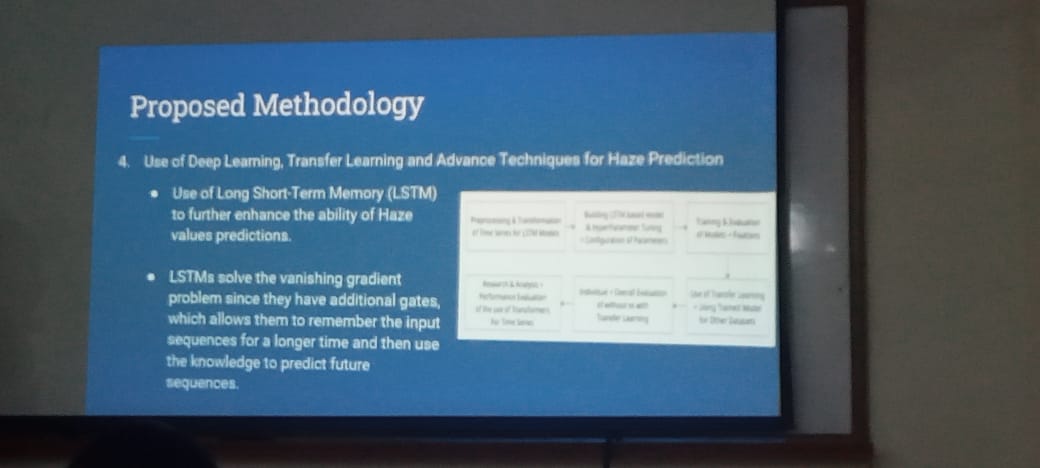 Proposed Methodology
4. Use of Deep Learning, Transfer Learning and Advance Techniques for Haze Prediction
• Use of Long Short-Term Memory (LSTM)
to further enhance the ability of Haze
values predictions.
• LSTMs solve the vanishing gradient
problem since they have additional gates,
which allows them to remember the input
sequences for a longer time and then use
the knowledge to predict future
sequences.
Preprocessing & Transformation
of Time Series for LSTM Models
Building LSTM based model
& Hyperparameter Tuning
Configuration of Parameters
Training & Evaluation
of Models
Use of Transfer Learning
Using Trained Model
for Other Datasets
Individual + Overall Evaluation
of without vs with
Transfer Learning
Research & Analysis +
Performance Evaluation
of the use of Transformers
For Time Series